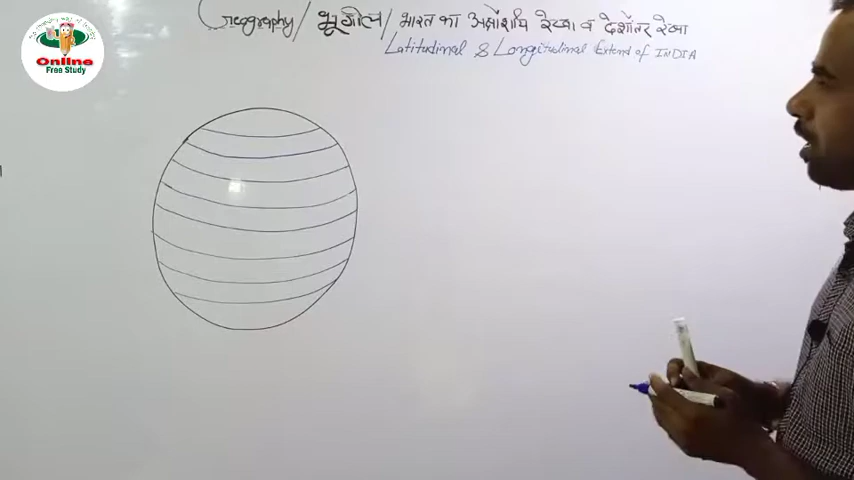 Geography/ भूगोल/ भारत का अक्षांशीय रेखा व देशांतर रेखा
Latitudinal & Longitudinal Extend of INDIA
Online
Free Study